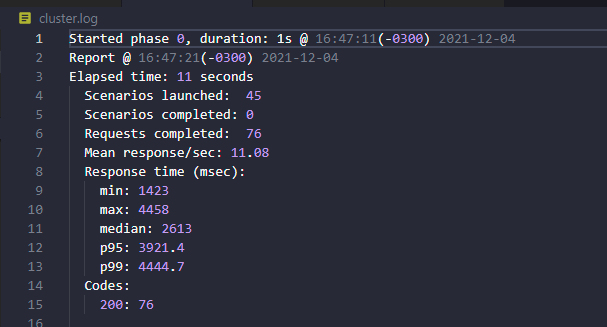 cluster.log
1 Started phase 0, duration: 1s @ 16:47:11(-0300) 2021-12-04
2 Report @ 16:47:21(-0300) 2021-12-04
3 Elapsed time: 11 seconds
4 Scenarios launched: 45
5 Scenarios completed: 0
6 Requests completed: 76
7 Mean response/sec: 11.08
8 Response time (msec):
9 min: 1423
10 max: 4458
11 median: 2613
12 p95: 3921.4
13 p99: 4444.7
14 Codes:
15 200: 76
16